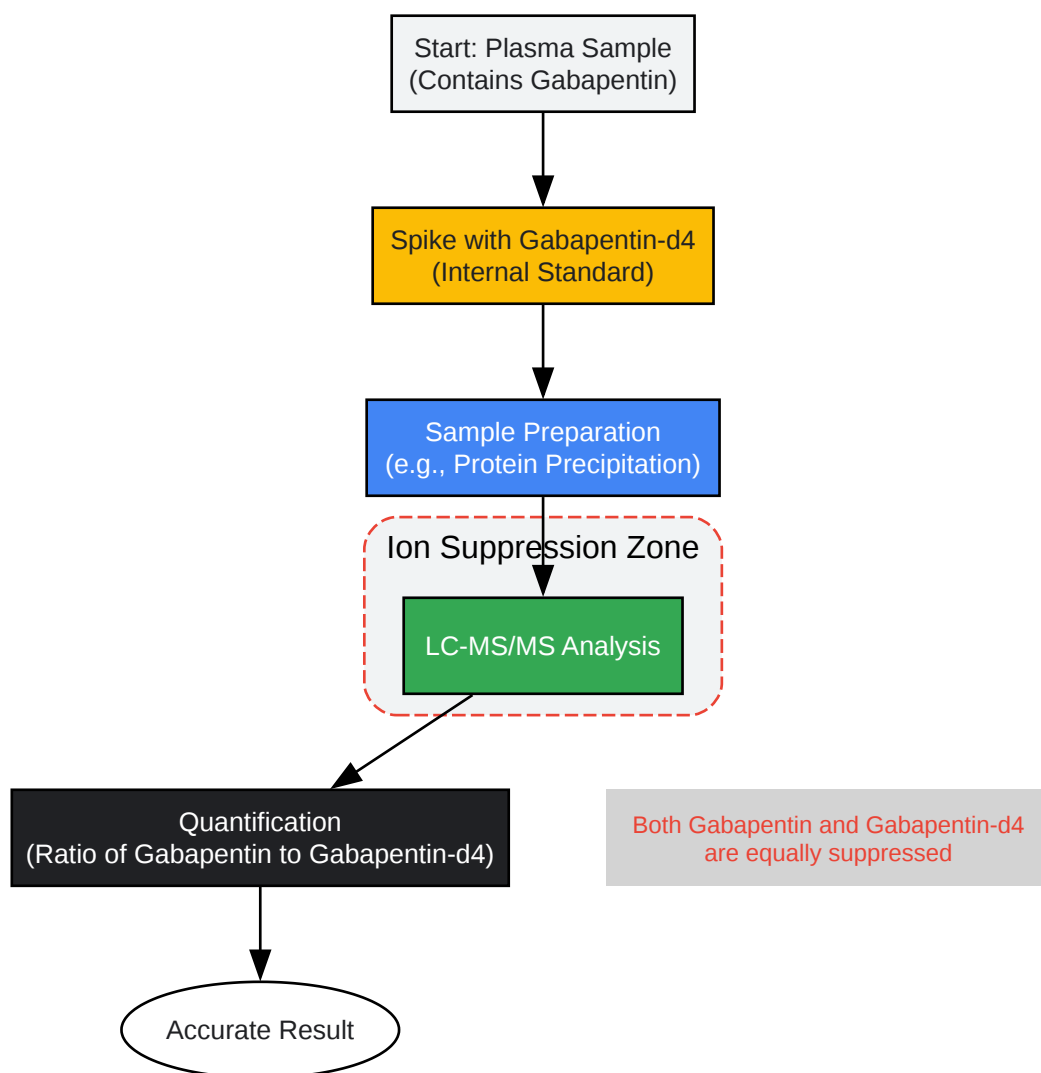 Start: Plasma Sample
(Contains Gabapentin)
Spike with Gabapentin-d4
(Internal Standard)
Sample Preparation
(e.g., Protein Precipitation)
Ion Suppression Zone
LC-MS/MS Analysis
Quantification
(Ratio of Gabapentin to Gabapentin-d4)
Both Gabapentin and Gabapentin-d4
are equally suppressed
Accurate Result